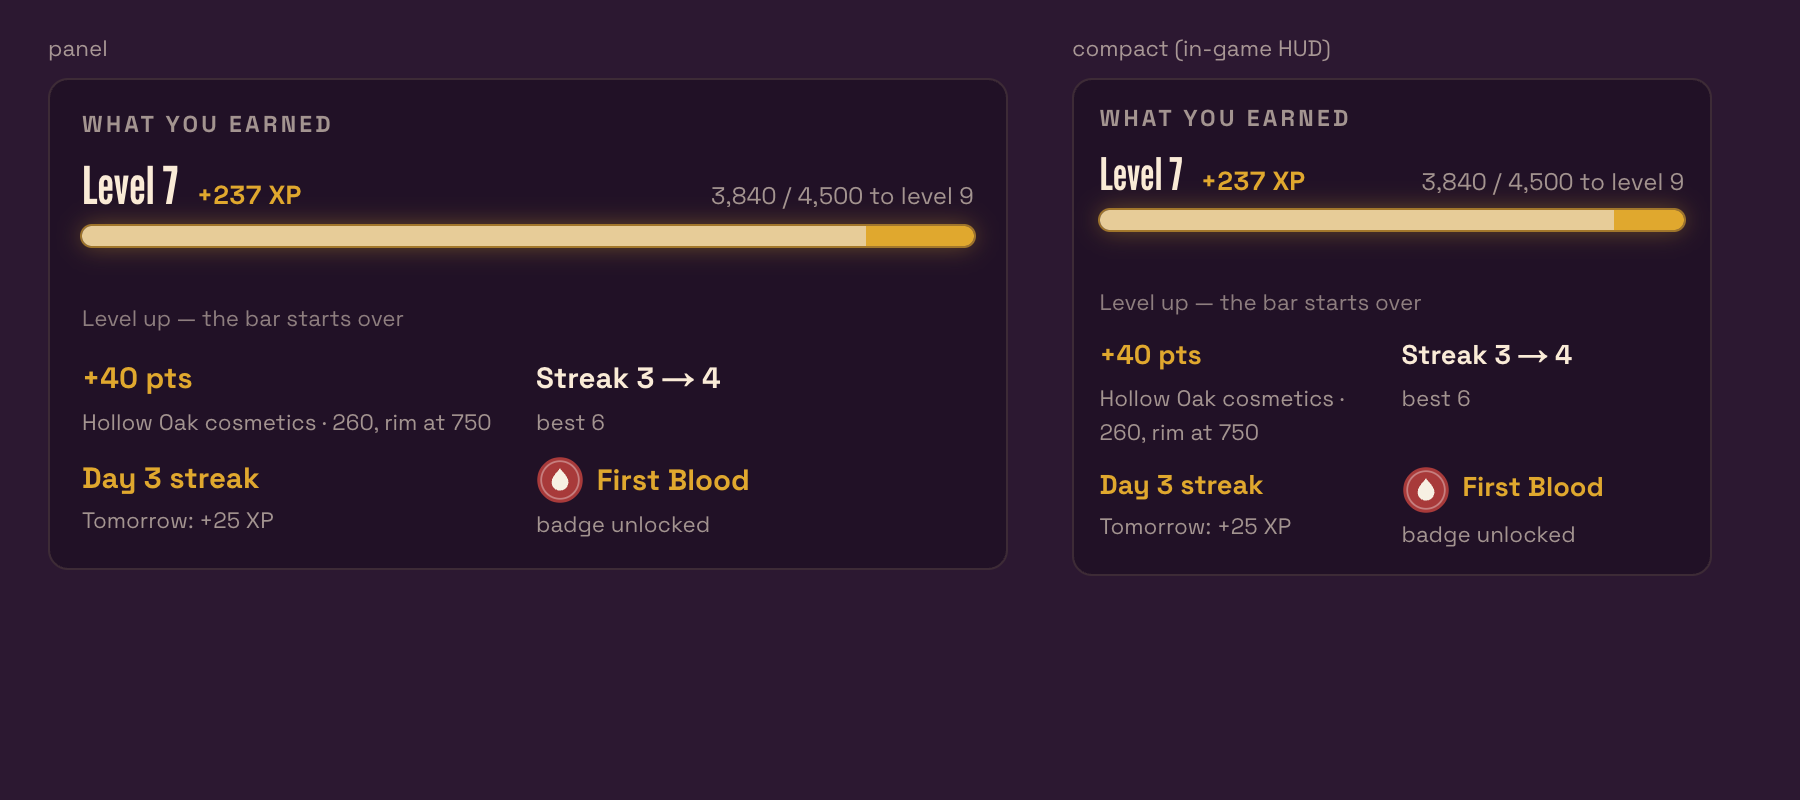 panel
WHAT YOU EARNED
Level 7 +237 XP 3,840 / 4,500 to level 9
Level up — the bar starts over
+40 pts
Hollow Oak cosmetics · 260, rim at 750
Streak 3 → 4
best 6
Day 3 streak
Tomorrow: +25 XP
First Blood
badge unlocked
compact (in-game HUD)
WHAT YOU EARNED
Level 7 +237 XP 3,840 / 4,500 to level 9
Level up — the bar starts over
+40 pts
Hollow Oak cosmetics ·
260, rim at 750
Streak 3 → 4
best 6
Day 3 streak
Tomorrow: +25 XP
First Blood
badge unlocked